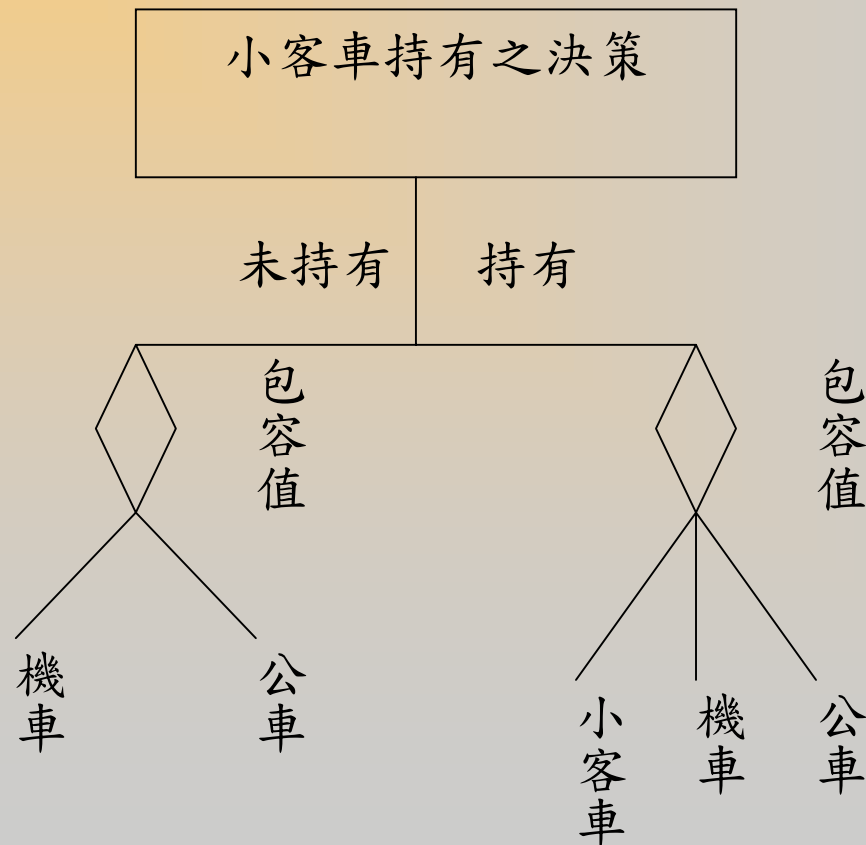 小客車持有之決策
未持有 持有
包容值
包容值
機車
公車
小客車
機車
公車